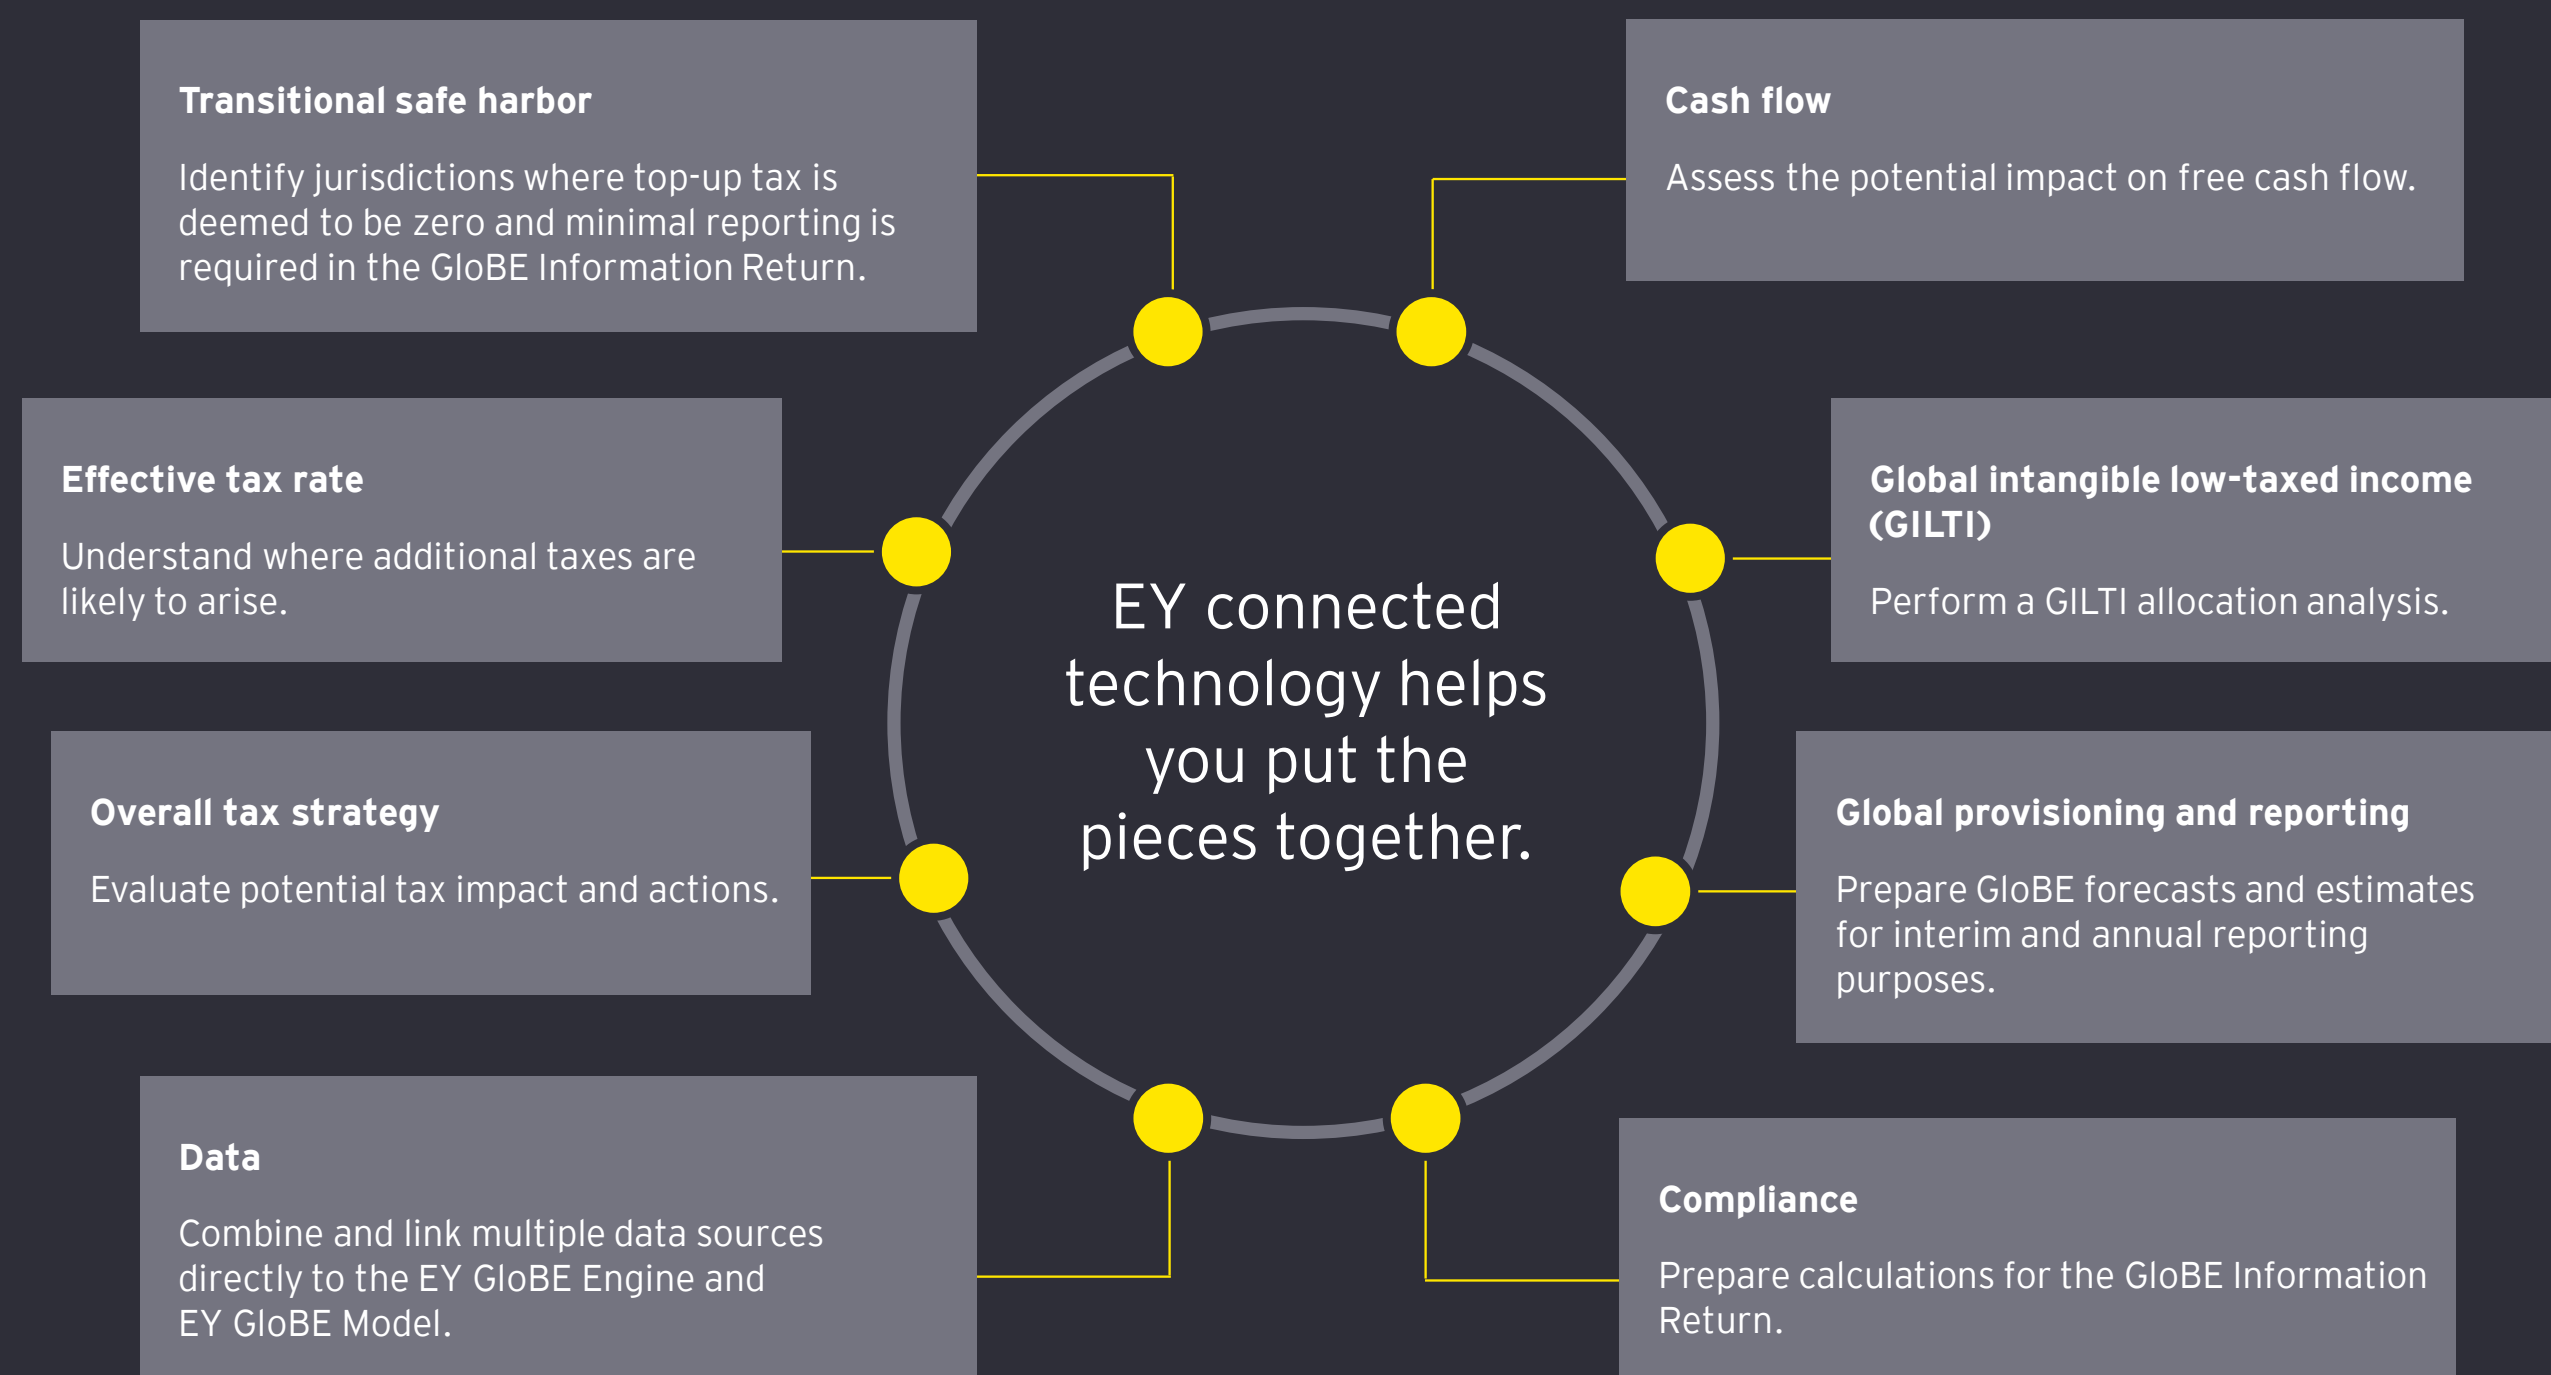 Transitional safe harbor
Identify jurisdictions where top-up tax is
deemed to be zero and minimal reporting is
required in the GloBE Information Return.
Cash flow
Assess the potential impact on free cash flow.
Effective tax rate
Understand where additional taxes are
likely to arise.
Global intangible low-taxed income
(GILTI)
Perform a GILTI allocation analysis.
EY connected
technology helps
you put the
pieces together.
Overall tax strategy
Evaluate potential tax impact and actions.
Global provisioning and reporting
Prepare GloBE forecasts and estimates
for interim and annual reporting
purposes.
Data
Combine and link multiple data sources
directly to the EY GloBE Engine and
EY GloBE Model.
Compliance
Prepare calculations for the GloBE Information
Return.